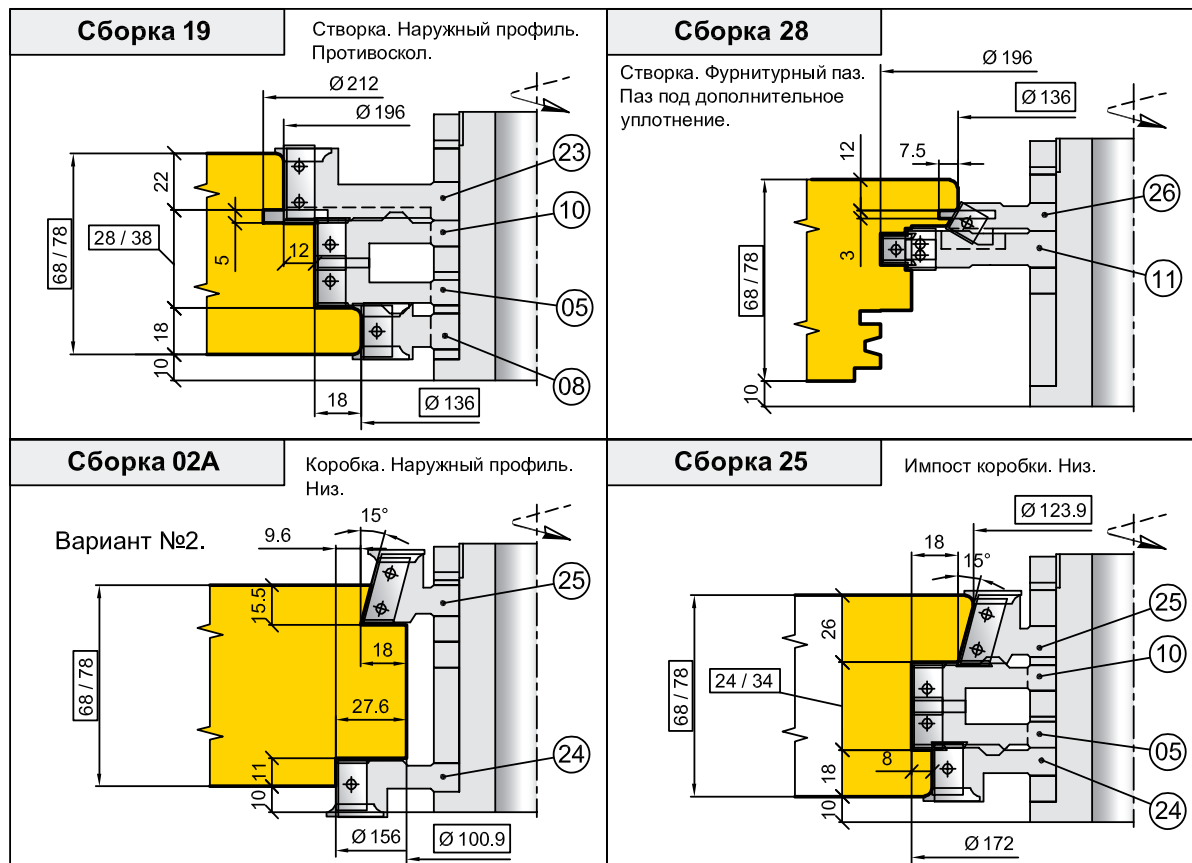 Сборка 19
Створка. Наружный профиль.
Противоскол.
Ø 212
Ø 196
23
10
05
08
22
28 / 38
68 / 78
5
12
18
10
18
Ø 136
Сборка 28
Створка. Фурнитурный паз.
Паз под дополнительное
уплотнение.
Ø 196
Ø 136
7.5
12
3
68 / 78
10
26
11
Сборка 02А
Коробка. Наружный профиль.
Низ.
Вариант №2.
15°
9.6
15.5
25
18
68 / 78
27.6
11
10
24
Ø 156
Ø 100.9
Сборка 25
Импост коробки. Низ.
Ø 123.9
18
15°
25
26
10
24 / 34
68 / 78
05
8
18
24
10
Ø 172